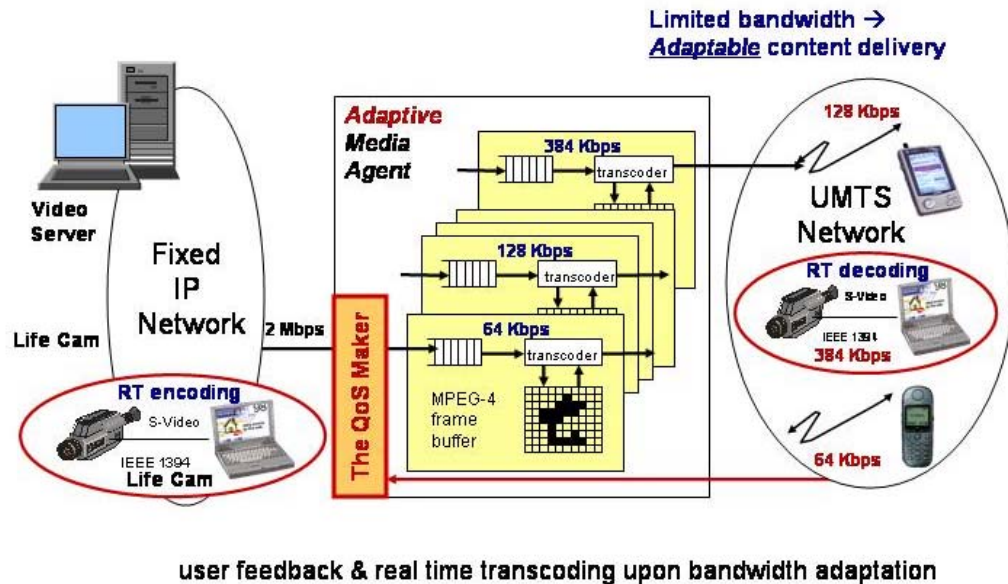 Limited bandwidth →
Adaptable content delivery
Video
Server
Fixed
IP
Network
Life Cam
RT encoding
S-Video
IEEE 1394
Life Cam
2 Mbps
Adaptive
Media
Agent
The QoS Maker
384 Kbps
transcoder
128 Kbps
transcoder
64 Kbps
transcoder
MPEG-4
frame
buffer
128 Kbps
UMTS
Network
RT decoding
S-Video
IEEE 1394
384 Kbps
64 Kbps
user feedback & real time transcoding upon bandwidth adaptation